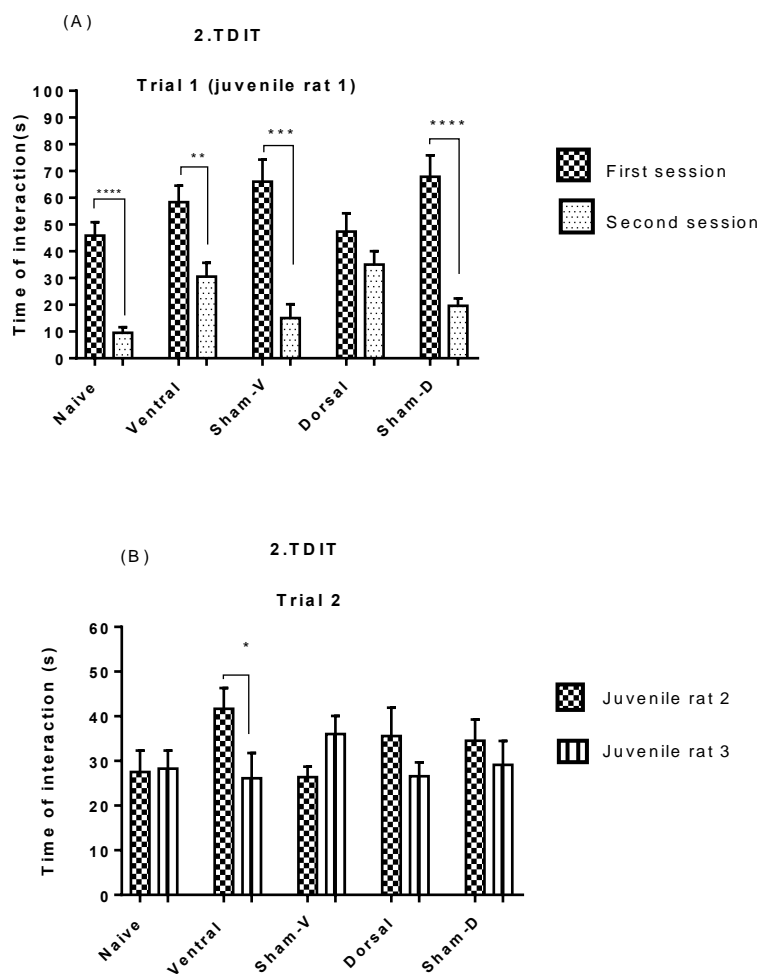 (A)
2.TDIT
Trial 1 (juvenile rat 1)
Time of interaction(s)
100
90
80
70
60
50
40
30
20
10
0
****
**
***
****
Naive
Ventral
Sham-V
Dorsal
Sham-D
First session
Second session
(B)
2.TDIT
Trial 2
Time of interaction (s)
60
50
40
30
20
10
0
*
Naive
Ventral
Sham-V
Dorsal
Sham-D
Juvenile rat 2
Juvenile rat 3